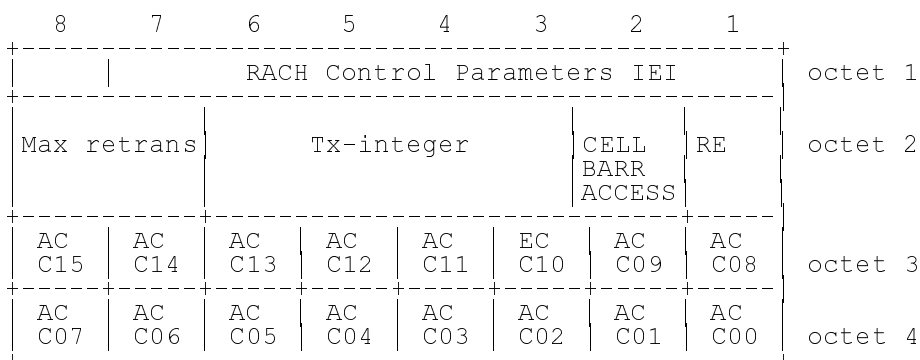 8 7 6 5 4 3 2 1
RACH Control Parameters IEI octet 1
Max retrans Tx-integer CELL RE octet 2
BARR
ACCESS
AC AC AC AC AC EC AC AC
C15 C14 C13 C12 C11 C10 C09 C08 octet 3
AC AC AC AC AC AC AC AC
C07 C06 C05 C04 C03 C02 C01 C00 octet 4